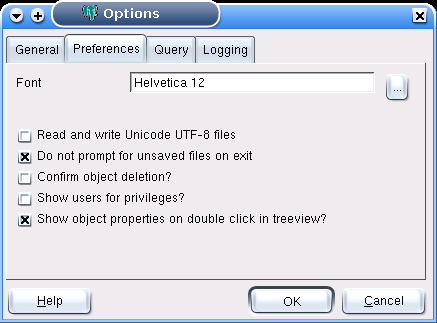 Options
General Preferences Query Logging
Font Helvetica 12 ...
Read and write Unicode UTF-8 files
Do not prompt for unsaved files on exit
Confirm object deletion?
Show users for privileges?
Show object properties on double click in treeview?
Help OK Cancel